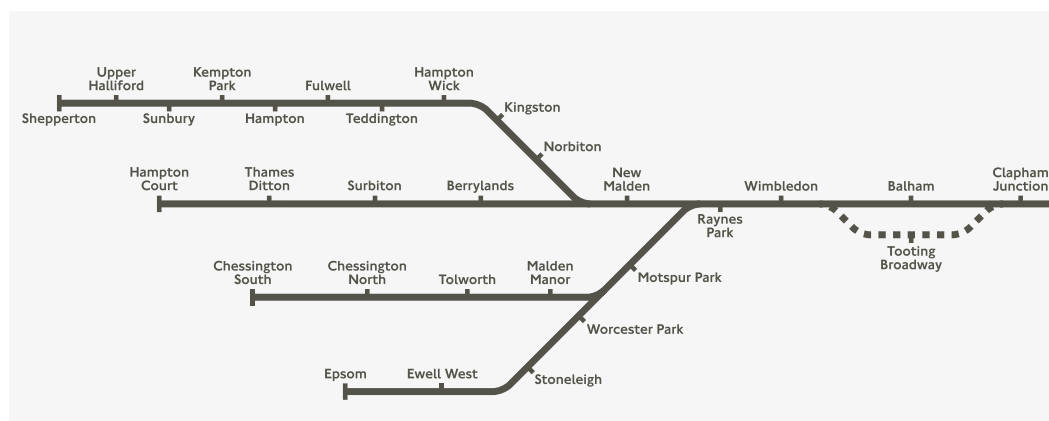 Upper
Halliford
Kempton
Park
Fulwell
Hampton
Wick
Shepperton
Sunbury
Hampton
Teddington
Kingston
Norbiton
Hampton
Court
Thames
Ditton
Surbiton
Berrylands
New
Malden
Wimbledon
Balham
Clapham
Junction
Raynes
Park
Tooting
Broadway
Chessington
South
Chessington
North
Tolworth
Malden
Manor
Motspur Park
Worcester Park
Epsom
Ewell West
Stoneleigh